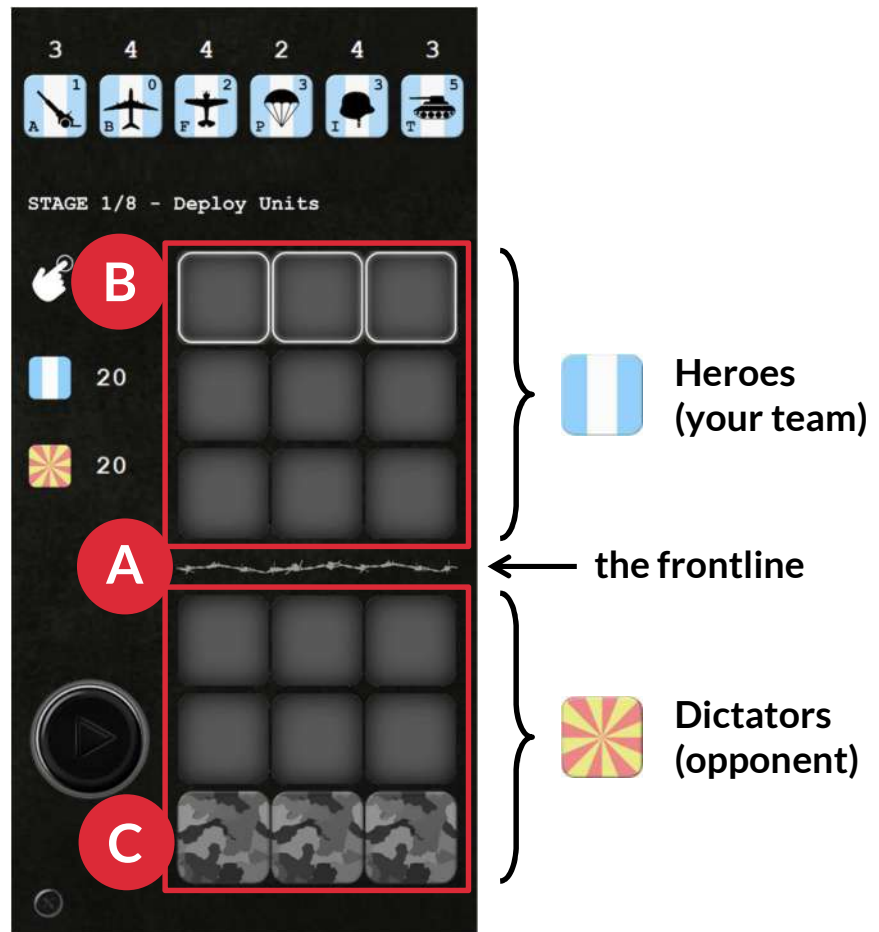 3 4 4 2 4 3
1 0 2 3 3 5
A B F P I T
STAGE 1/8 - Deploy Units
B
20
20
Heroes
(your team)
A
the frontline
Dictators
(opponent)
C